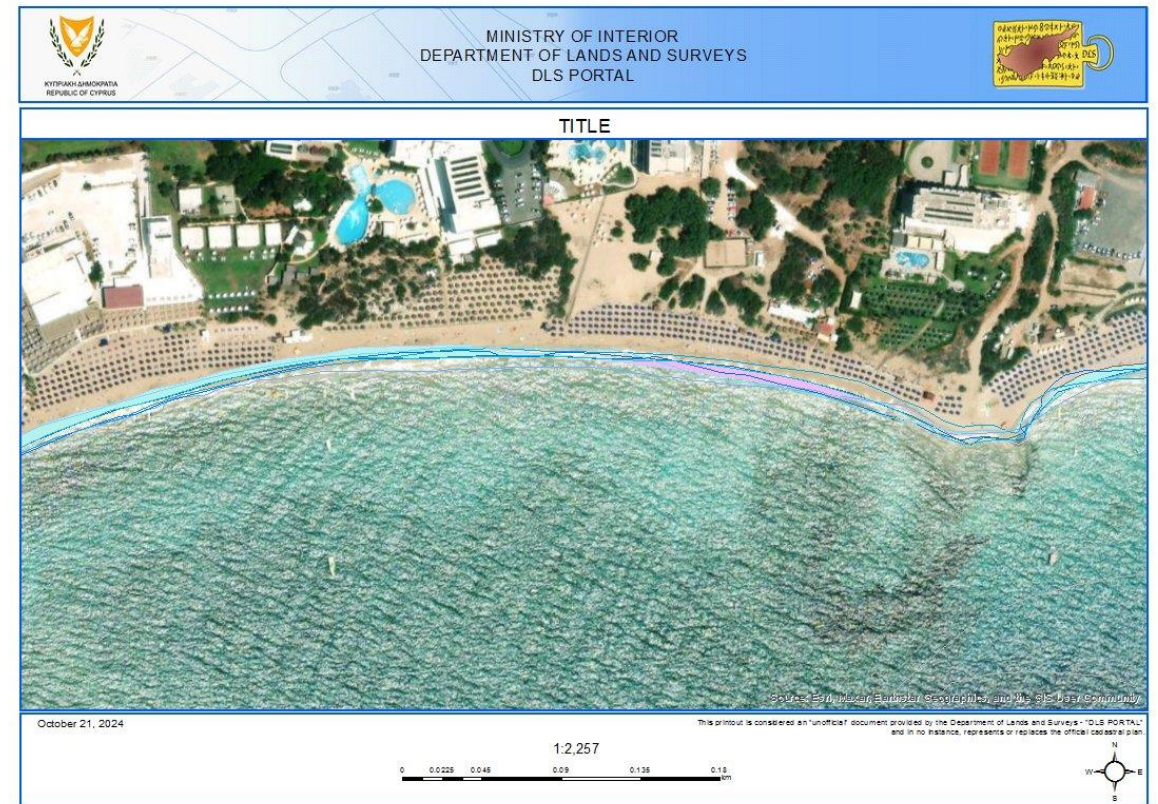 ΚΥΠΡΙΑΚΗ ΔΗΜΟΚΡΑΤΙΑ
REPUBLIC OF CYPRUS
MINISTRY OF INTERIOR
DEPARTMENT OF LANDS AND SURVEYS
DLS PORTAL
DLS
TITLE
Source: Esri, Maxar, Earthstar Geographics, and the GIS User Community
October 21, 2024
This printout is considered an "unofficial" document provided by the Department of Lands and Surveys - "DLS PORTAL"
and in no instance, represents or replaces the official cadastral plan.
1:2,257
0 0.0225 0.045 0.09 0.135 0.18
km
N
W E
S